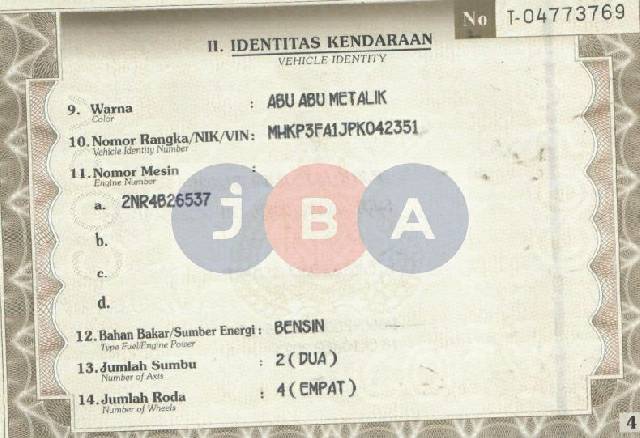 No T-04773769
II. IDENTITAS KENDARAAN
VEHICLE IDENTITY
9. Warna : ABU ABU METALIK
Color
10. Nomor Rangka/NIK/VIN: MHKP3FA1JPK042351
Vehicle Identity Number
11. Nomor Mesin :
Engine Number
a. 2NR4B26537
JBA
b.
c.
d.
12. Bahan Bakar/Sumber Energi : BENSIN
Type Fuel/Engine Power
13. Jumlah Sumbu : 2 ( DUA )
Number of Axis
14. Jumlah Roda : 4 ( EMPAT )
Number of Wheels
4